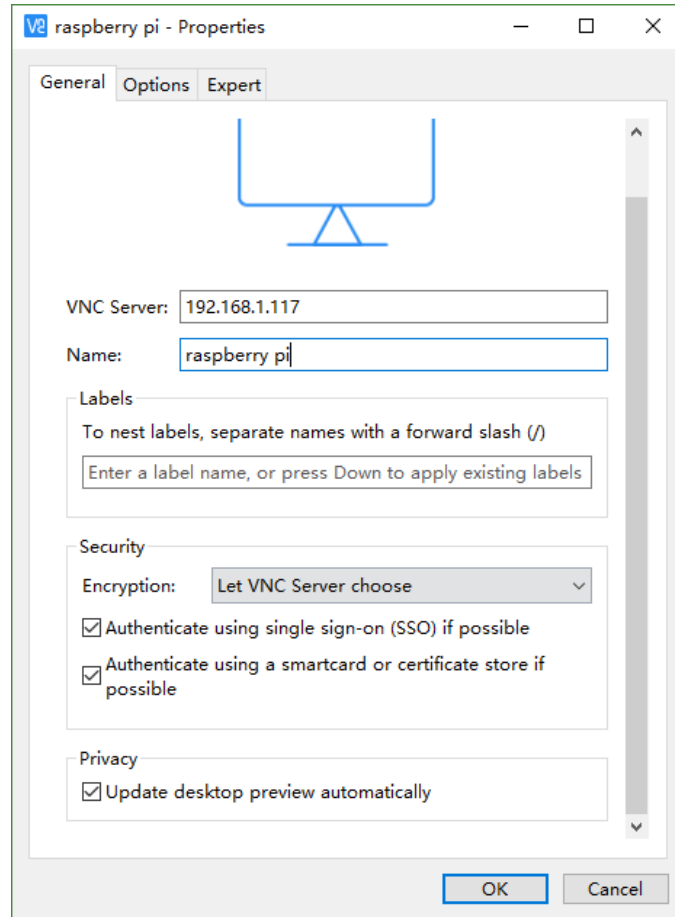 raspberry pi - Properties
General Options Expert
VNC Server: 192.168.1.117
Name: raspberry pi
Labels
To nest labels, separate names with a forward slash (/)
Enter a label name, or press Down to apply existing labels
Security
Encryption: Let VNC Server choose
Authenticate using single sign-on (SSO) if possible
Authenticate using a smartcard or certificate store if
possible
Privacy
Update desktop preview automatically
OK Cancel